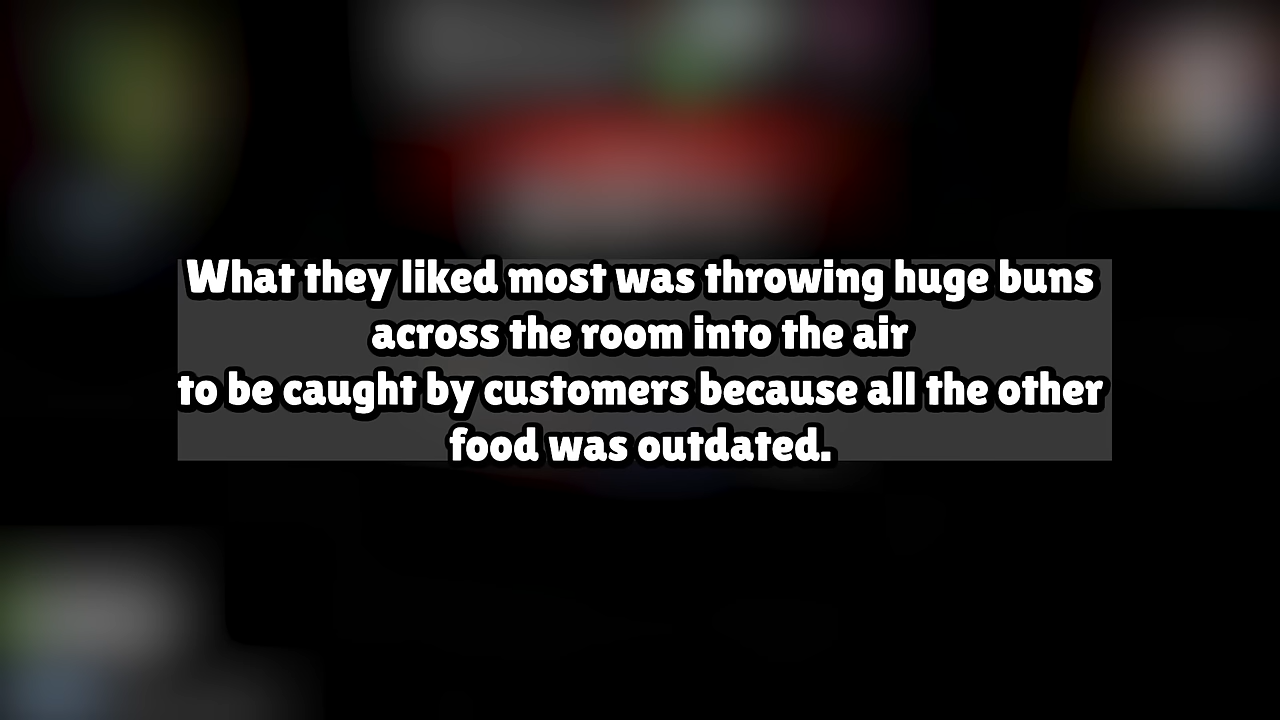 What they liked most was throwing huge buns
across the room into the air
to be caught by customers because all the other
food was outdated.